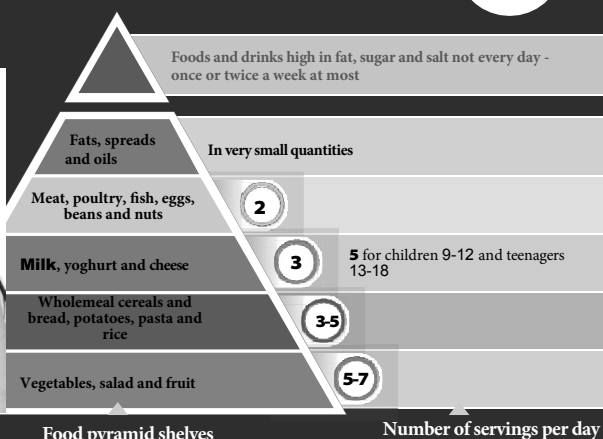 Foods and drinks high in fat, sugar and salt not every day -
once or twice a week at most
Fats, spreads
and oils
In very small quantities
Meat, poultry, fish, eggs,
beans and nuts
2
Milk, yoghurt and cheese
3
5 for children 9-12 and teenagers
13-18
Wholemeal cereals and
bread, potatoes, pasta and
rice
3-5
Vegetables, salad and fruit
5-7
Food pyramid shelves
Number of servings per day